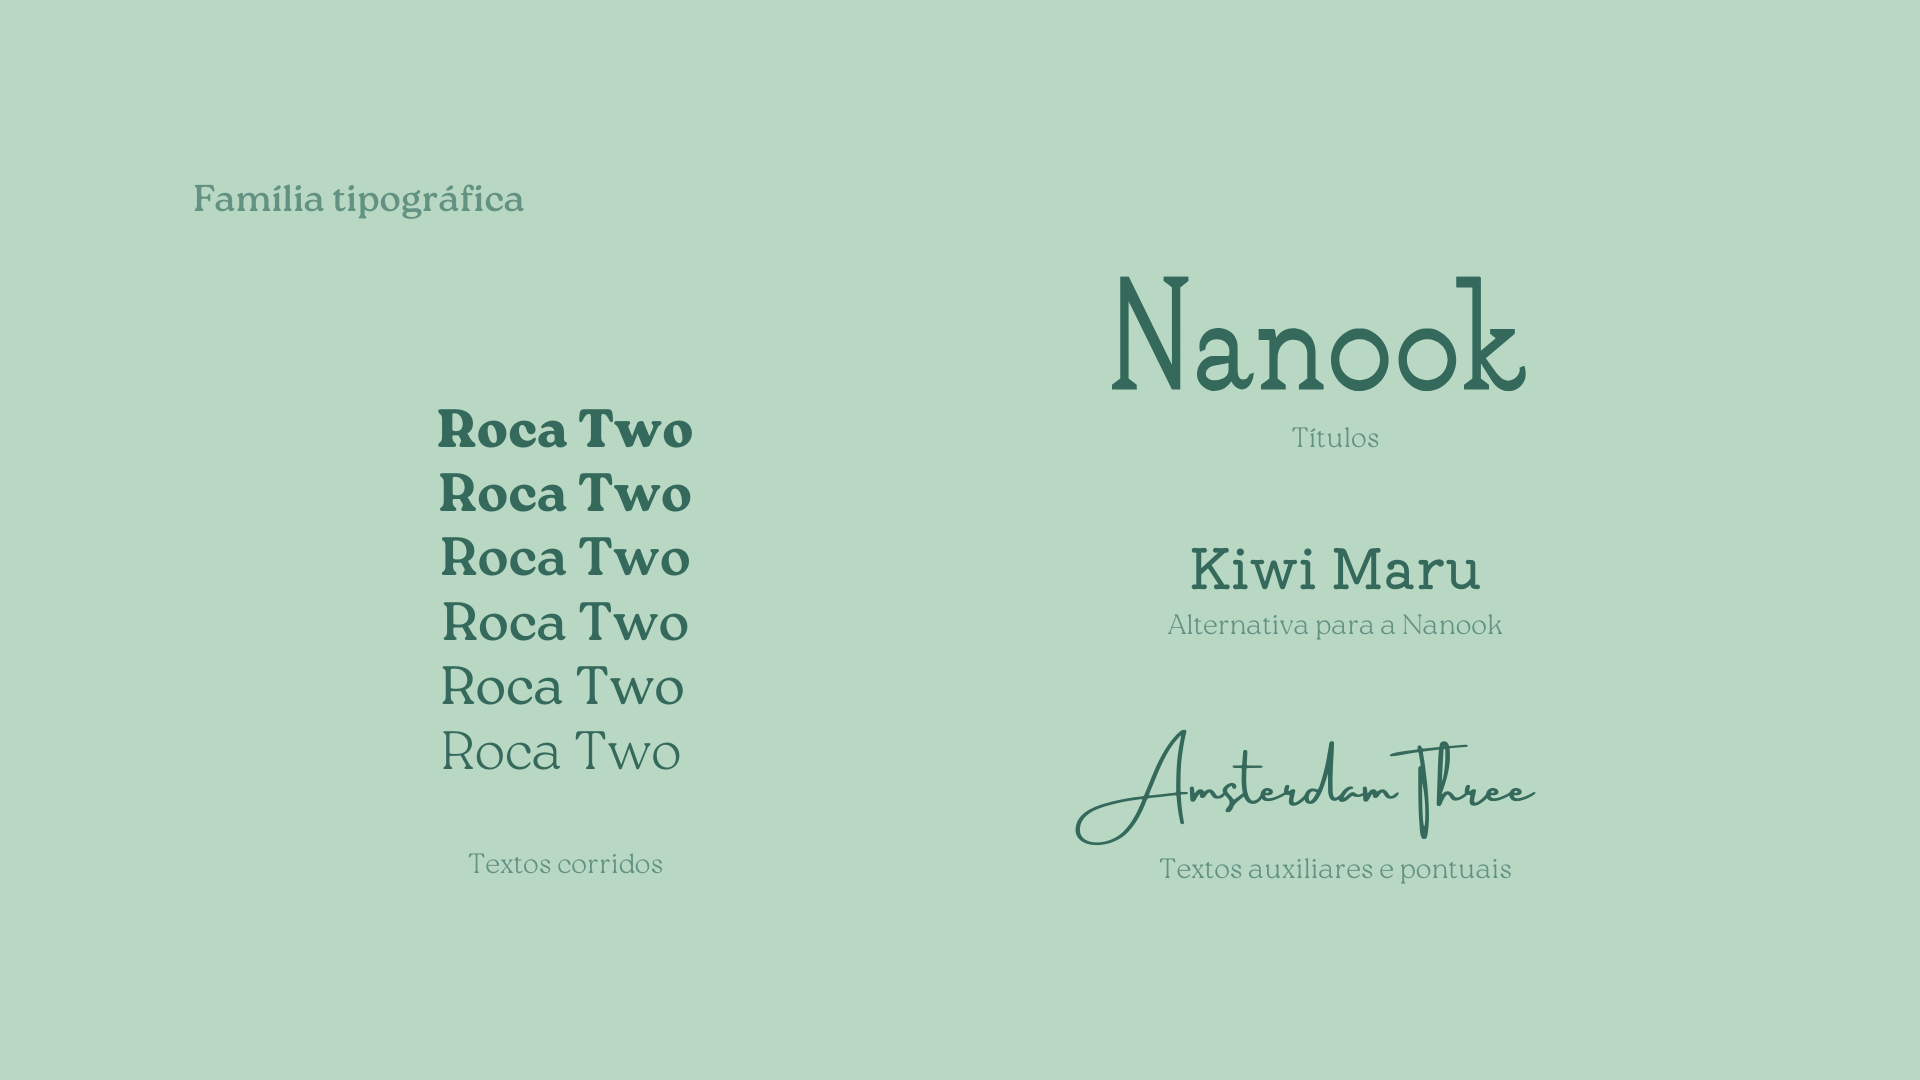 Família tipográfica
Roca Two
Roca Two
Roca Two
Roca Two
Roca Two
Roca Two
Textos corridos
Nanook
Títulos
Kiwi Maru
Alternativa para a Nanook
Amsterdam Three
Textos auxiliares e pontuais